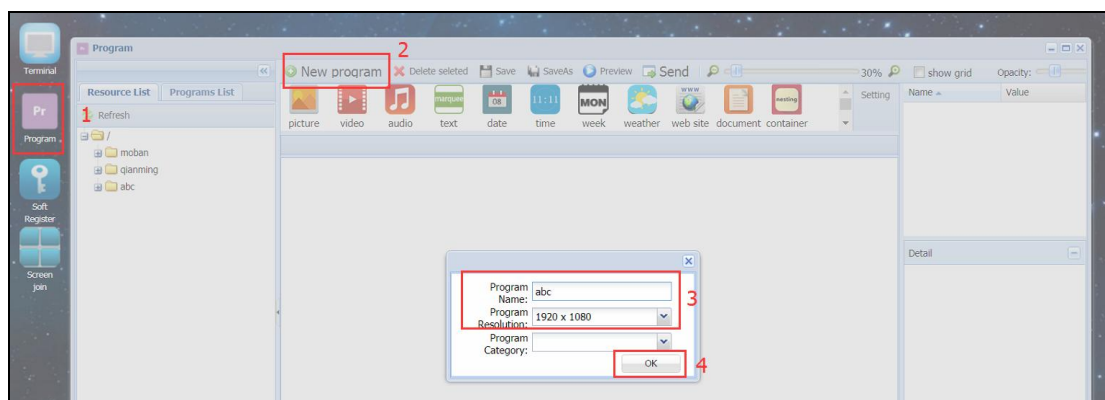 Terminal
Pr
Program
Soft
Register
Screen
join
1
Program
2
Resource List Programs List
Refresh
/
moban
qianming
abc
New program Delete seleted Save SaveAs Preview Send 30% show grid Opacity:
marquee 08 11:11 MON WWW nesting
picture video audio text date time week weather web site document container
Setting
Name Value
Detail
Program Name: abc
Program Resolution: 1920 x 1080
3
Program Category:
OK
4